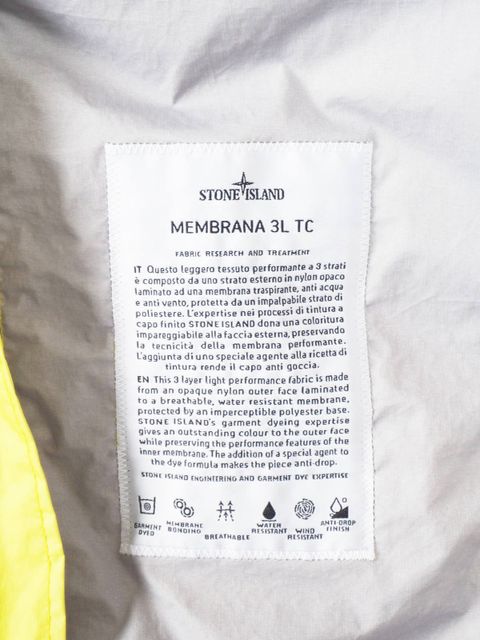 STONE ISLAND
MEMBRANA 3L TC
FABRIC RESEARCH AND TREATMENT
IT Questo leggero tessuto performante a 3 strati
è composto da uno strato esterno in nylon opaco
laminato ad una membrana traspirante, anti acqua
e anti vento, protetta da un impalpabile strato di
poliestere. L'expertise nei processi di tintura a
capo finito STONE ISLAND dona una coloritura
impareggiabile alla faccia esterna, preservando
la tecnicità della membrana performante.
L'aggiunta di uno speciale agente alla ricetta di
tintura rende il capo anti goccia.
EN This 3 layer light performance fabric is made
from an opaque nylon outer face laminated
to a breathable, water resistant membrane,
protected by an imperceptible polyester base.
STONE ISLAND's garment dyeing expertise
gives an outstanding colour to the outer face
while preserving the performance features of the
inner membrane. The addition of a special agent to
the dye formula makes the piece anti-drop.
STONE ISLAND ENGINEERING AND GARMENT DYE EXPERTISE
GARMENT DYED
MEMBRANE BONDING
BREATHABLE
WATER RESISTANT
WIND RESISTANT
ANTI-DROP FINISH